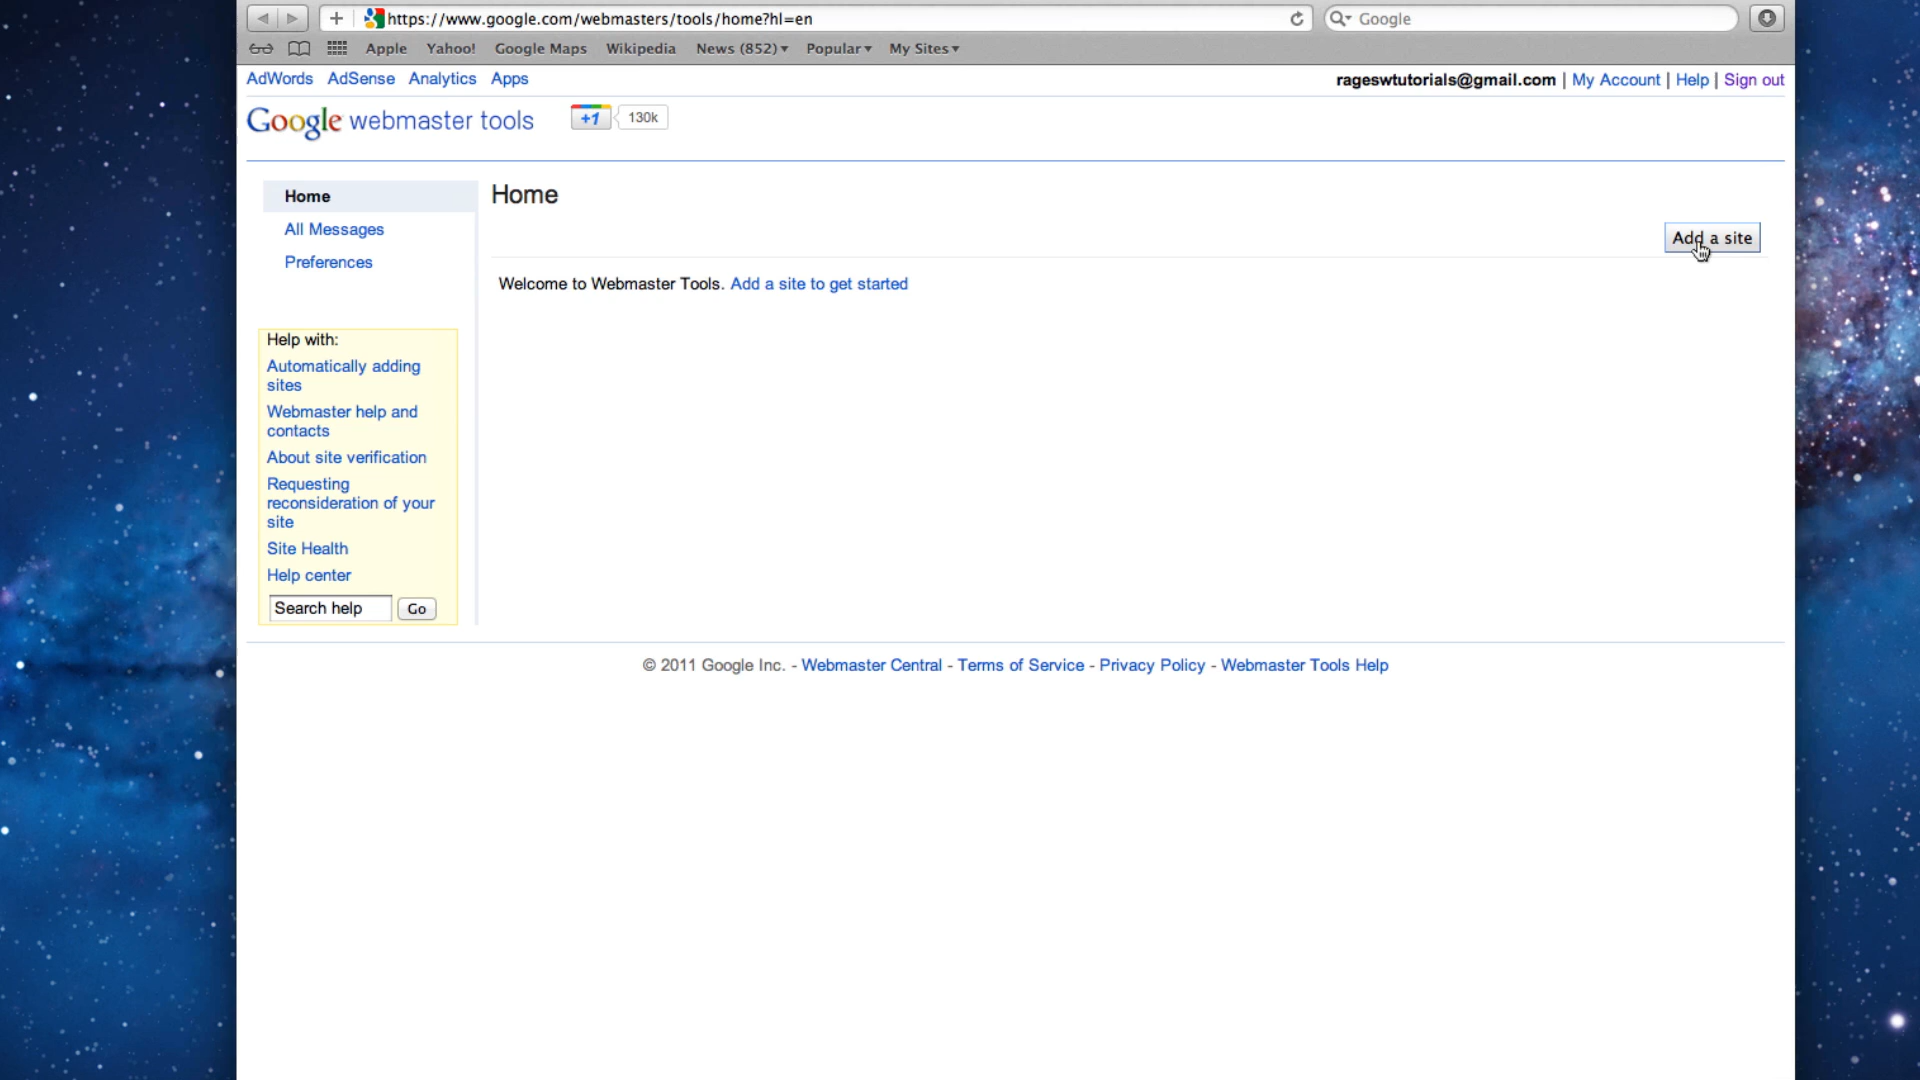 https://www.google.com/webmasters/tools/home?hl=en
Google
Apple Yahoo! Google Maps Wikipedia News (852)▾ Popular▾ My Sites▾
AdWords AdSense Analytics Apps
rageswtutorials@gmail.com | My Account | Help | Sign out
Google webmaster tools
+1 130k
Home
All Messages
Preferences
Home
Add a site
Welcome to Webmaster Tools. Add a site to get started
Help with:
Automatically adding
sites
Webmaster help and
contacts
About site verification
Requesting
reconsideration of your
site
Site Health
Help center
Search help Go
© 2011 Google Inc. - Webmaster Central - Terms of Service - Privacy Policy - Webmaster Tools Help